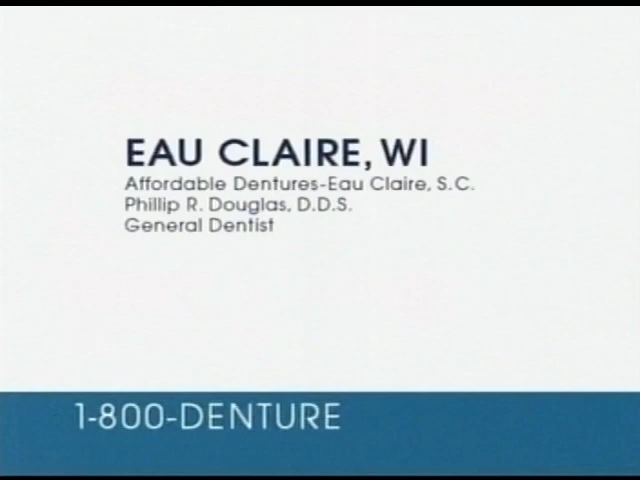 EAU CLAIRE, WI
Affordable Dentures-Eau Claire, S.C.
Phillip R. Douglas, D.D.S.
General Dentist
1-800-DENTURE